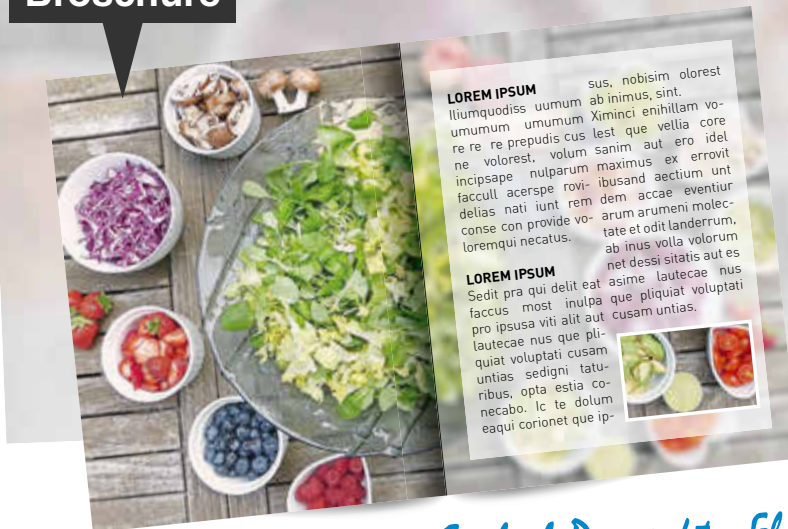 Brochure
LOREM IPSUM
Iliumquodiss uumum
umumum umumum
re re re prepudis cus
ne volorest, volum
incipsape nulparum
faccull acerspe rovi-
delias nati iunt rem
conse con provide vo-
loremqui necatus.
LOREM IPSUM
Sedit pra qui delit eat
faccus most inulpa
pro ipsusa viti alit aut
lautecae nus que pli-
quiat voluptati cusam
untias sedigni tatu-
ribus, opta estia co-
necabo. Ic te dolum
eaqui corionet que ip-
sus, nobisim olorest
ab inimus, sint.
Ximinci enihillam vo-
lest que vellia core
sanim aut ero idel
maximus ex errovit
ibusand aectium unt
dem accae eventiur
arum arumeni molec-
tate et odit landerrum,
ab inus volla volorum
net dessi sitatis aut es
asime lautecae nus
que pliquiat voluptati
cusam untias.